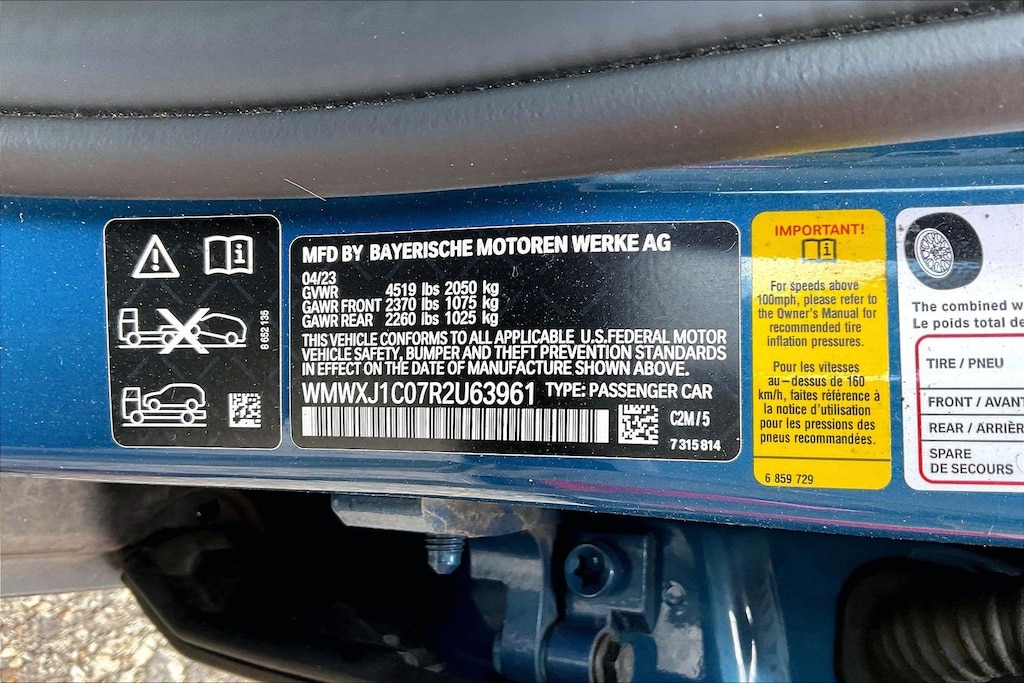 8 652 135
MFD BY BAYERISCHE MOTOREN WERKE AG
04/23
GVWR 4519 lbs 2050 kg
GAWR FRONT 2370 lbs 1075 kg
GAWR REAR 2260 lbs 1025 kg
THIS VEHICLE CONFORMS TO ALL APPLICABLE U.S.FEDERAL MOTOR
VEHICLE SAFETY, BUMPER AND THEFT PREVENTION STANDARDS
IN EFFECT ON THE DATE OF MANUFACTURE SHOWN ABOVE.
WMWXJ1C07R2U63961 TYPE: PASSENGER CAR
C2M/5
7 315 814
IMPORTANT!
For speeds above
100mph, please refer to
the Owner's Manual for
recommended tire
inflation pressures.
Pour les vitesses
au-dessus de 160
km/h, faites référence à
la notice d'utilisation
pour les pressions des
pneus recommandées.
6 859 729
The combined w
Le poids total de
TIRE / PNEU
FRONT / AVANT
REAR / ARRIÈR
SPARE
DE SECOURS